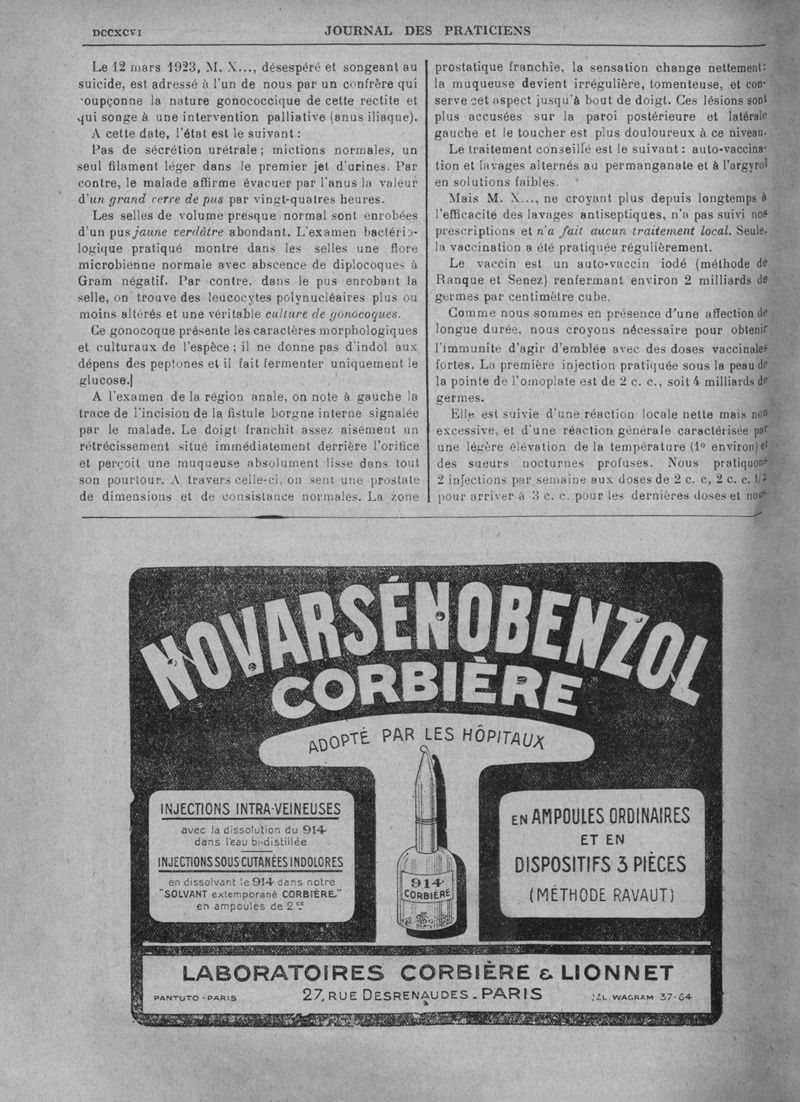 DCCXCVI
JOURNAL DES PRATICIENS
Le 12 mars 1923, M. X..., désespéré et songeant au
suicide, est adressé à l'un de nous par un confrère qui
soupçonne la nature gonococcique de cette rectite et
qui songe à une intervention palliative (anus iliaque).
A cette date, l'état est le suivant :
Pas de sécrétion urétrale ; mictions normales, un
seul filament léger dans le premier jet d'urines. Par
contre, le malade affirme évacuer par l'anus la valeur
d'un grand verre de pus par vingt-quatres heures.
Les selles de volume presque normal sont enrobées
d'un pus jaune verdâtre abondant. L'examen bactério-
logique pratiqué montre dans les selles une flore
microbienne normale avec abscence de diplocoques à
Gram négatif. Par contre, dans le pus enrobant la
selle, on trouve des leucocytes polynucléaires plus ou
moins altérés et une véritable culture de gonocoques.
Ce gonocoque présente les caractères morphologiques
et culturaux de l'espèce ; il ne donne pas d'indol aux
dépens des peptones et il fait fermenter uniquement le
glucose.
A l'examen de la région anale, on note à gauche la
trace de l'incision de la fistule borgne interne signalée
par le malade. Le doigt franchit assez aisément un
rétrécissement situé immédiatement derrière l'orifice
et perçoit une muqueuse absolument lisse dans tout
son pourtour. A travers celle-ci, on sent une prostate
de dimensions et de consistance normales. La zone
prostatique franchie, la sensation change nettement:
la muqueuse devient irrégulière, tomenteuse, et con-
serve cet aspect jusqu'à bout de doigt. Ces lésions sont
plus accusées sur la paroi postérieure et latérale
gauche et le toucher est plus douloureux à ce niveau.
Le traitement conseillé est le suivant : auto-vaccina-
tion et lavages alternés au permanganate et à l'argyrol
en solutions faibles.
Mais M. X..., ne croyant plus depuis longtemps à
l'efficacité des lavages antiseptiques, n'a pas suivi nos
prescriptions et n'a fait aucun traitement local. Seule,
la vaccination a été pratiquée régulièrement.
Le vaccin est un auto-vaccin iodé (méthode de
Ranque et Senez) renfermant environ 2 milliards de
germes par centimètre cube.
Comme nous sommes en présence d'une affection de
longue durée, nous croyons nécessaire pour obtenir
l'immunite d'agir d'emblée avec des doses vaccinales
fortes. La première injection pratiquée sous la peau de
la pointe de l'omoplate est de 2 c. c., soit 4 milliards de
germes.
Elle est suivie d'une réaction locale nette mais non
excessive, et d'une réaction générale caractérisée par
une légère élévation de la température (1° environ) et
des sueurs nocturnes profuses. Nous pratiquons
2 injections par semaine aux doses de 2 c. c, 2 c. c. 1/2
pour arriver à 3 c. c. pour les dernières doses et nous
NOVARSÉNOBENZOL
CORBIÈRE
ADOPTÉ PAR LES HÔPITAUX
INJECTIONS INTRA-VEINEUSES
avec la dissolution du 914
dans l'eau bi-distillée
INJECTIONS SOUS CUTANÉES INDOLORES
en dissolvant le 914 dans notre
"SOLVANT extemporané CORBIÈRE"
en ampoules de 2cc
914
CORBIÈRE
EN AMPOULES ORDINAIRES
ET EN
DISPOSITIFS 3 PIÈCES
(MÉTHODE RAVAUT)
LABORATOIRES CORBIÈRE & LIONNET
PANTUTO - PARIS
27, RUE DESRENAUDES - PARIS
TÉL. WAGRAM 37-64